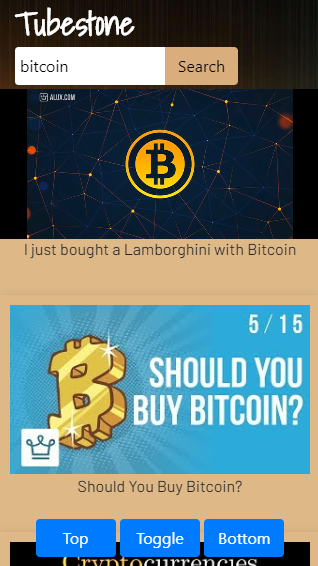 Tubestone
bitcoin
Search
ALUX.COM
I just bought a Lamborghini with Bitcoin
5 / 15
SHOULD YOU
BUY BITCOIN?
Should You Buy Bitcoin?
Top
Toggle
Bottom
Cryptocurrencies